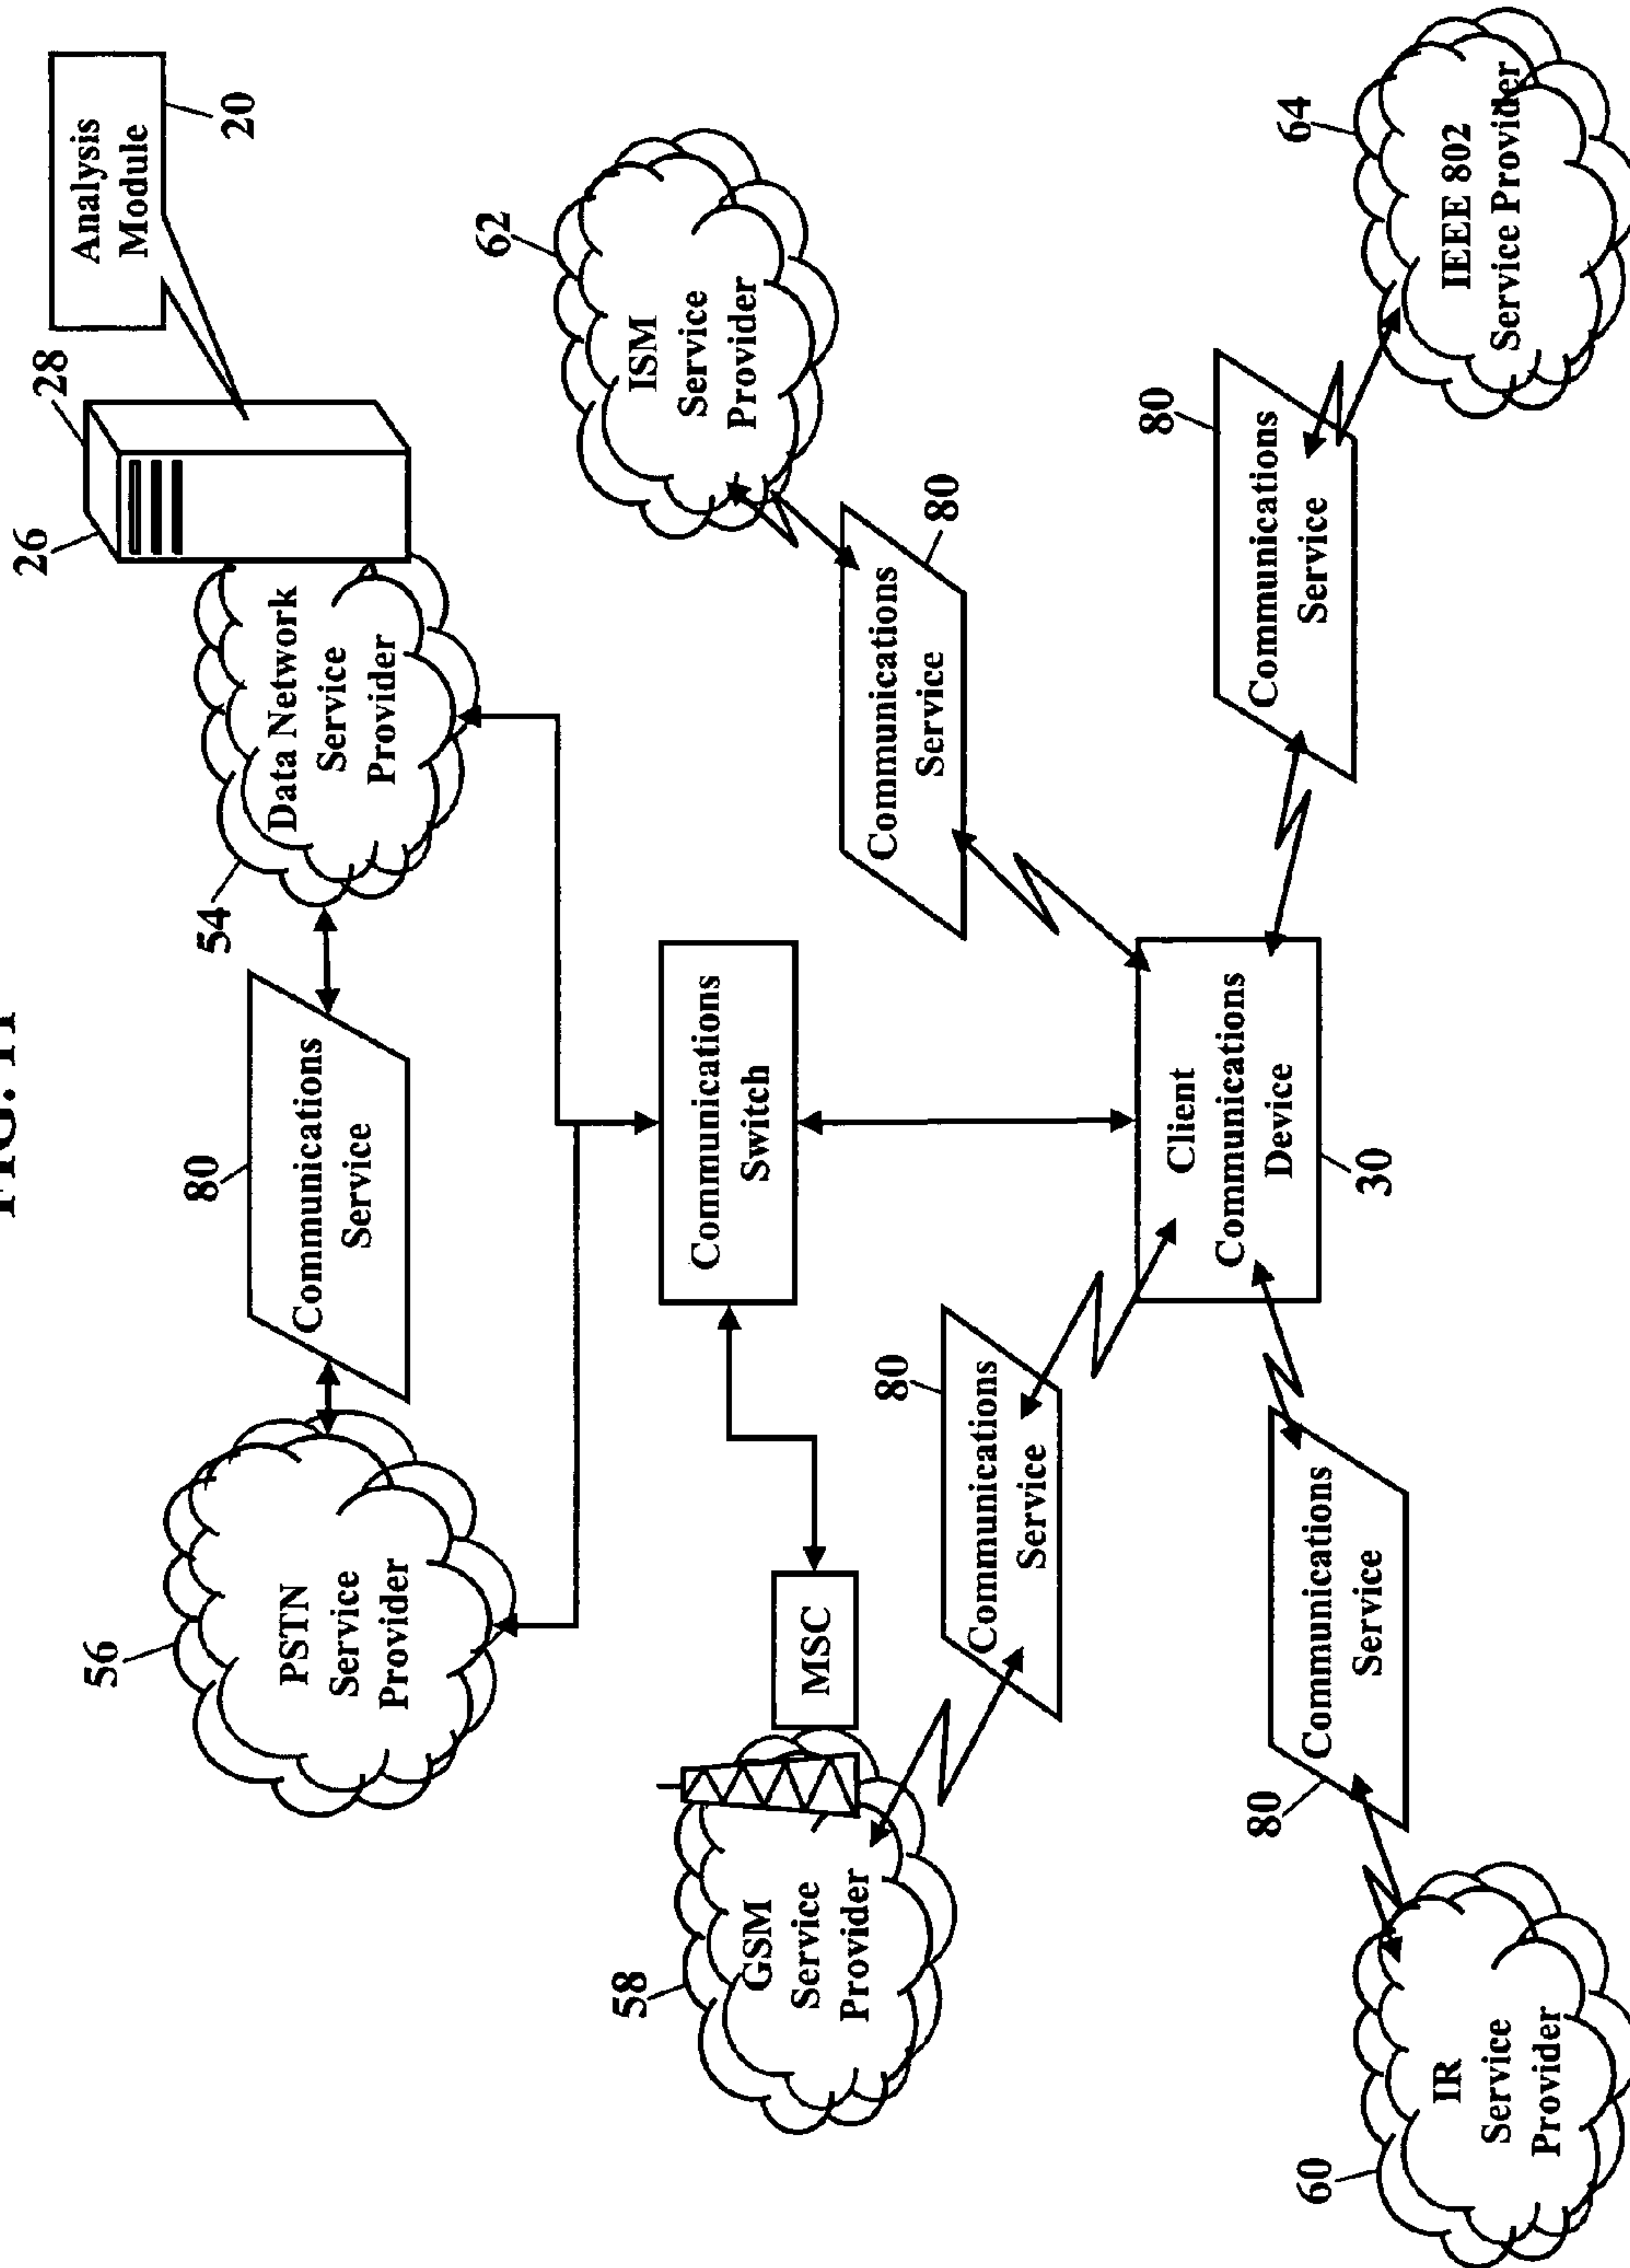 FIG. 11
26
28
Analysis
Module
20
56
PSTN
Service
Provider
80
Communications
Service
54
Data Network
Service
Provider
58
GSM
Service
Provider
MSC
Communications
Switch
62
ISM
Service
Provider
80
Communications
Service
80
Communications
Service
Client
Communications
Device
30
60
IR
Service
Provider
80
Communications
Service
80
Communications
Service
64
IEEE 802
Service Provider